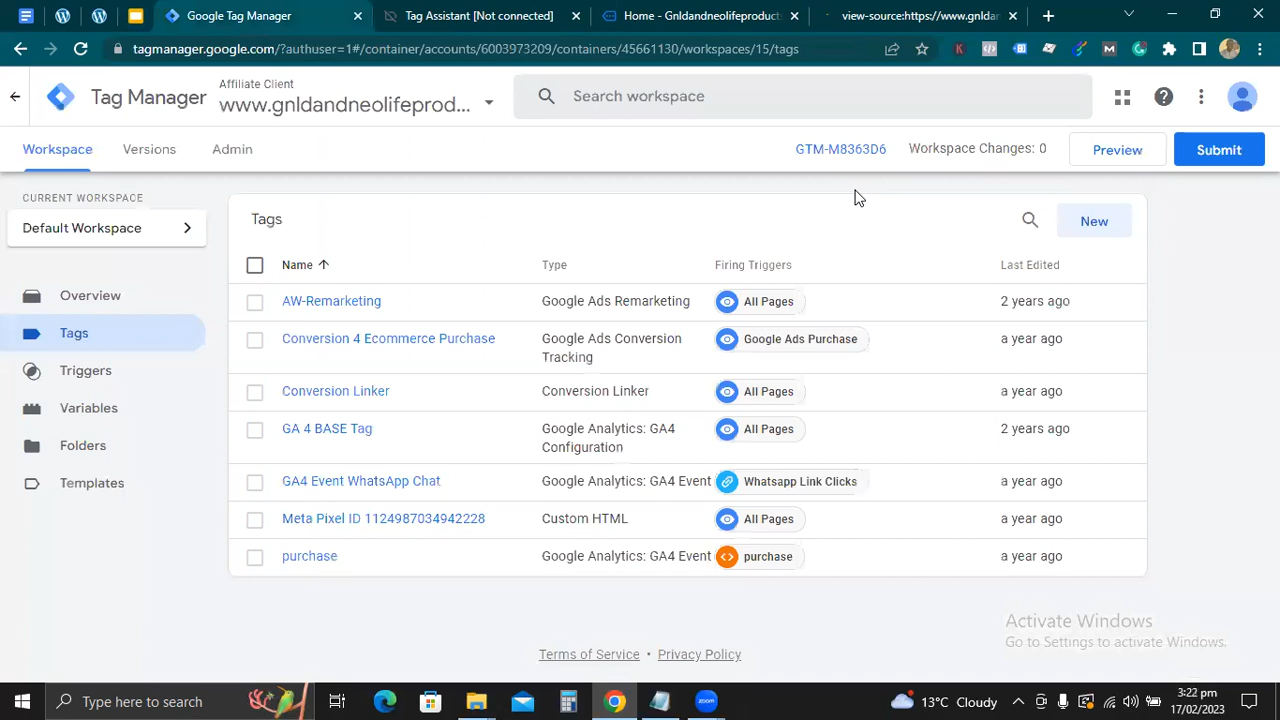 Google Tag Manager
Tag Assistant [Not connected]
Home - Gnldandneolifeproduct
view-source:https://www.gnldan
tagmanager.google.com/?authuser=1#/container/accounts/6003973209/containers/45661130/workspaces/15/tags
Tag Manager
Affiliate Client
www.gnldandneolifeprod...
Search workspace
Workspace
Versions
Admin
GTM-M8363D6
Workspace Changes: 0
Preview
Submit
CURRENT WORKSPACE
Default Workspace
Overview
Tags
Triggers
Variables
Folders
Templates
Tags
New
Name Type Firing Triggers Last Edited
AW-Remarketing Google Ads Remarketing All Pages 2 years ago
Conversion 4 Ecommerce Purchase Google Ads Conversion Google Ads Purchase a year ago
Tracking
Conversion Linker Conversion Linker All Pages a year ago
GA 4 BASE Tag Google Analytics: GA4 All Pages 2 years ago
Configuration
GA4 Event WhatsApp Chat Google Analytics: GA4 Event Whatsapp Link Clicks a year ago
Meta Pixel ID 1124987034942228 Custom HTML All Pages a year ago
purchase Google Analytics: GA4 Event purchase a year ago
Activate Windows
Go to Settings to activate Windows.
Terms of Service • Privacy Policy
Type here to search
zoom
13°C Cloudy
3:22 pm
17/02/2023